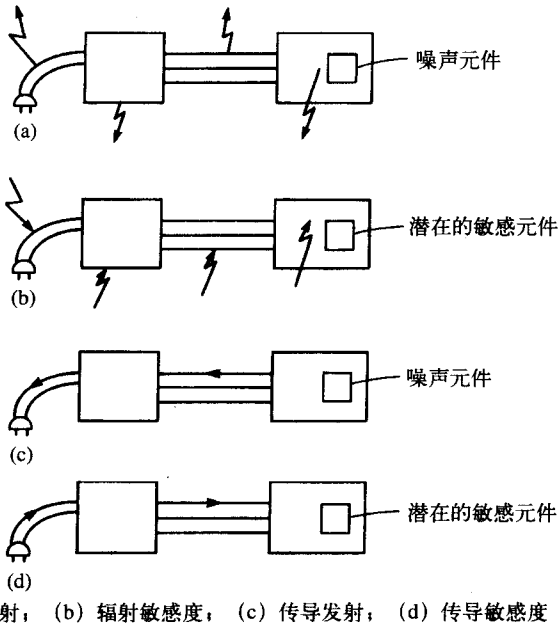 噪声元件
(a)
潜在的敏感元件
(b)
噪声元件
(c)
潜在的敏感元件
(d)
射； (b) 辐射敏感度； (c) 传导发射； (d) 传导敏感度